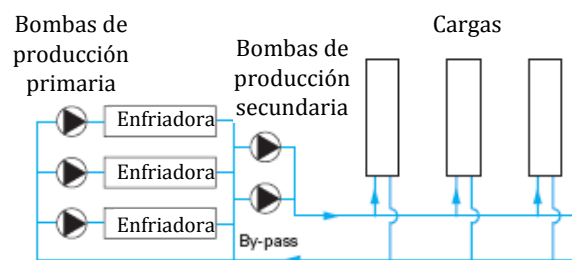 Bombas de
producción
primaria
Bombas de
producción
secundaria
Cargas
Enfriadora
Enfriadora
Enfriadora
By-pass